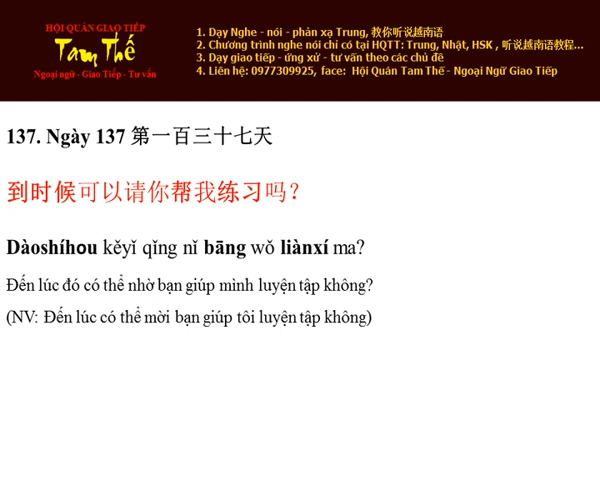 HỘI QUÁN GIAO TIẾP
Tam Thế
Ngoại ngữ - Giao Tiếp - Tư vấn
1. Dạy Nghe - nói - phản xạ Trung, 教你听说越南语
2. Chương trình nghe nói chỉ có tại HQTT: Trung, Nhật, HSK , 听说越南语教程...
3. Dạy giao tiếp - ứng xử - tư vấn theo các chủ đề
4. Liên hệ: 0977309925, face: Hội Quán Tam Thế - Ngoại Ngữ Giao Tiếp
137. Ngày 137 第一百三十七天
到时候可以请你帮我练习吗？
Dàoshíhou kěyǐ qǐng nǐ bāng wǒ liànxí ma?
Đến lúc đó có thể nhờ bạn giúp mình luyện tập không?
(NV: Đến lúc có thể mời bạn giúp tôi luyện tập không)